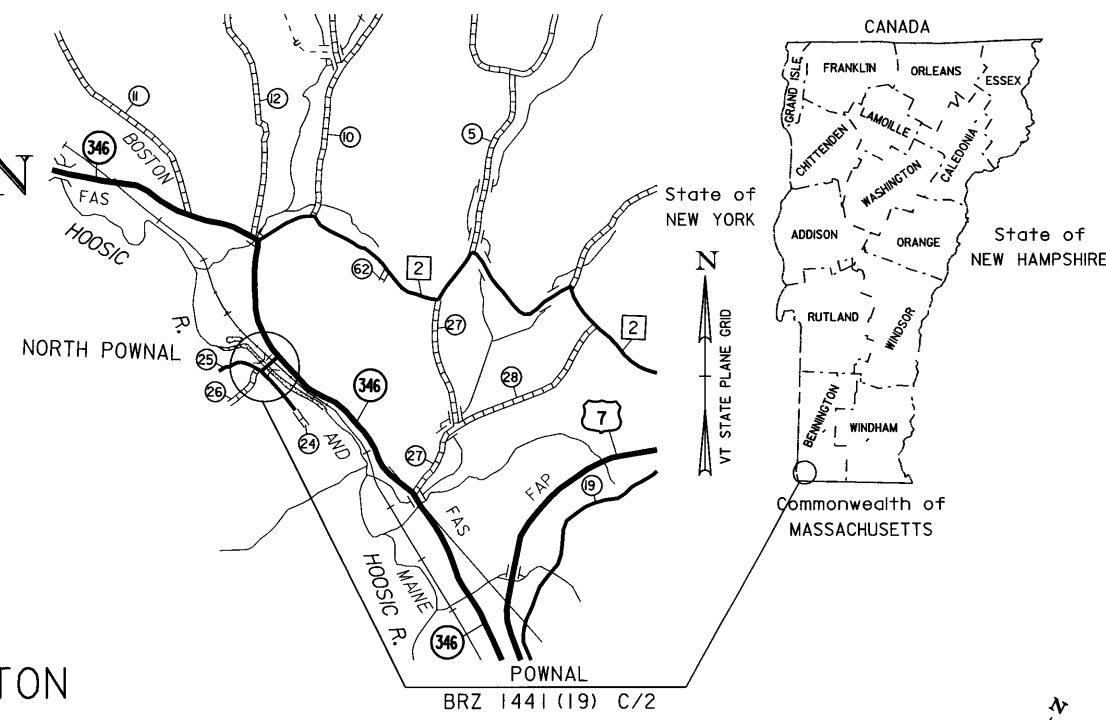 CANADA
GRAND ISLE
FRANKLIN
ORLEANS
ESSEX
LAMOILLE
CHITTENDEN
CALEDONIA
WASHINGTON
ADDISON
ORANGE
RUTLAND
WINDSOR
BENNINGTON
WINDHAM
State of
NEW YORK
State of
NEW HAMPSHIRE
Commonwealth of
MASSACHUSETTS
N
VT STATE PLANE GRID
11
12
10
5
BOSTON
346
FAS
HOOSIC
R.
62
2
27
2
NORTH POWNAL
25
26
24
28
346
7
AND
27
FAP
19
FAS
MAINE
HOOSIC R.
346
POWNAL
BRZ 1441(19) C/2
N
TON
N